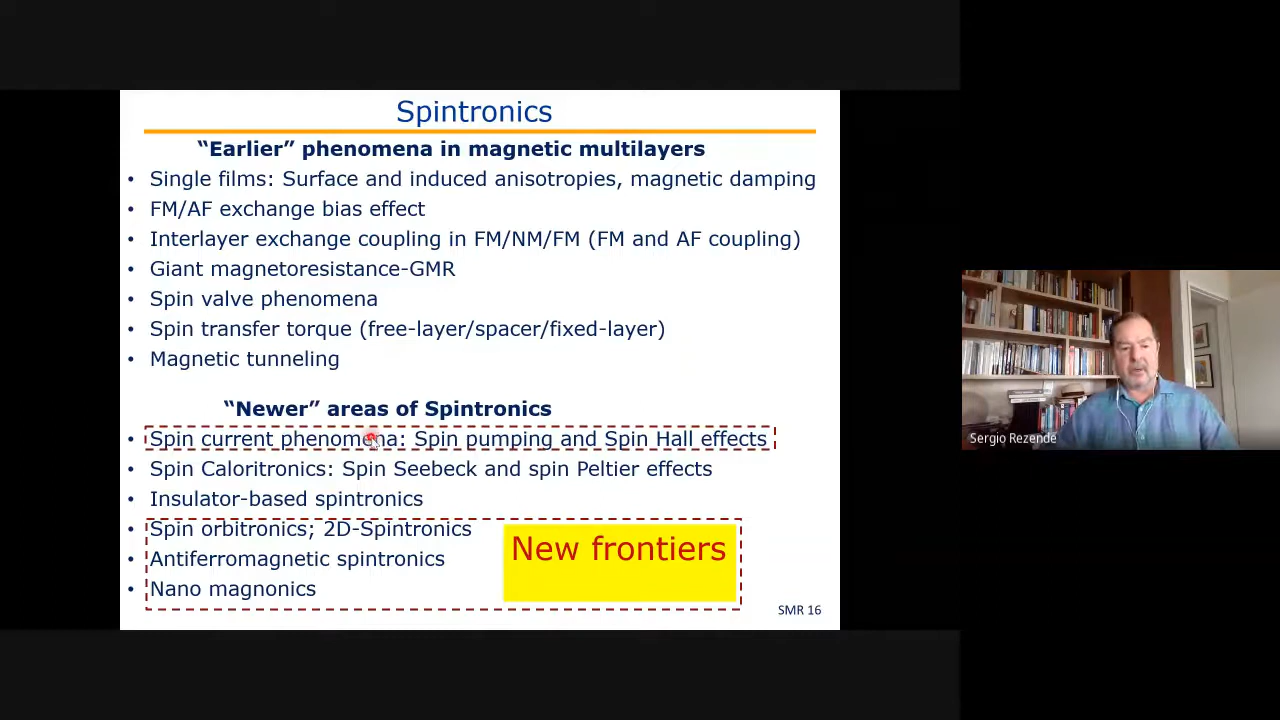 Spintronics
“Earlier” phenomena in magnetic multilayers
• Single films: Surface and induced anisotropies, magnetic damping
• FM/AF exchange bias effect
• Interlayer exchange coupling in FM/NM/FM (FM and AF coupling)
• Giant magnetoresistance-GMR
• Spin valve phenomena
• Spin transfer torque (free-layer/spacer/fixed-layer)
• Magnetic tunneling
“Newer” areas of Spintronics
• Spin current phenomena: Spin pumping and Spin Hall effects
• Spin Caloritronics: Spin Seebeck and spin Peltier effects
• Insulator-based spintronics
• Spin orbitronics; 2D-Spintronics
• Antiferromagnetic spintronics
• Nano magnonics
New frontiers
SMR 16
Sergio Rezende